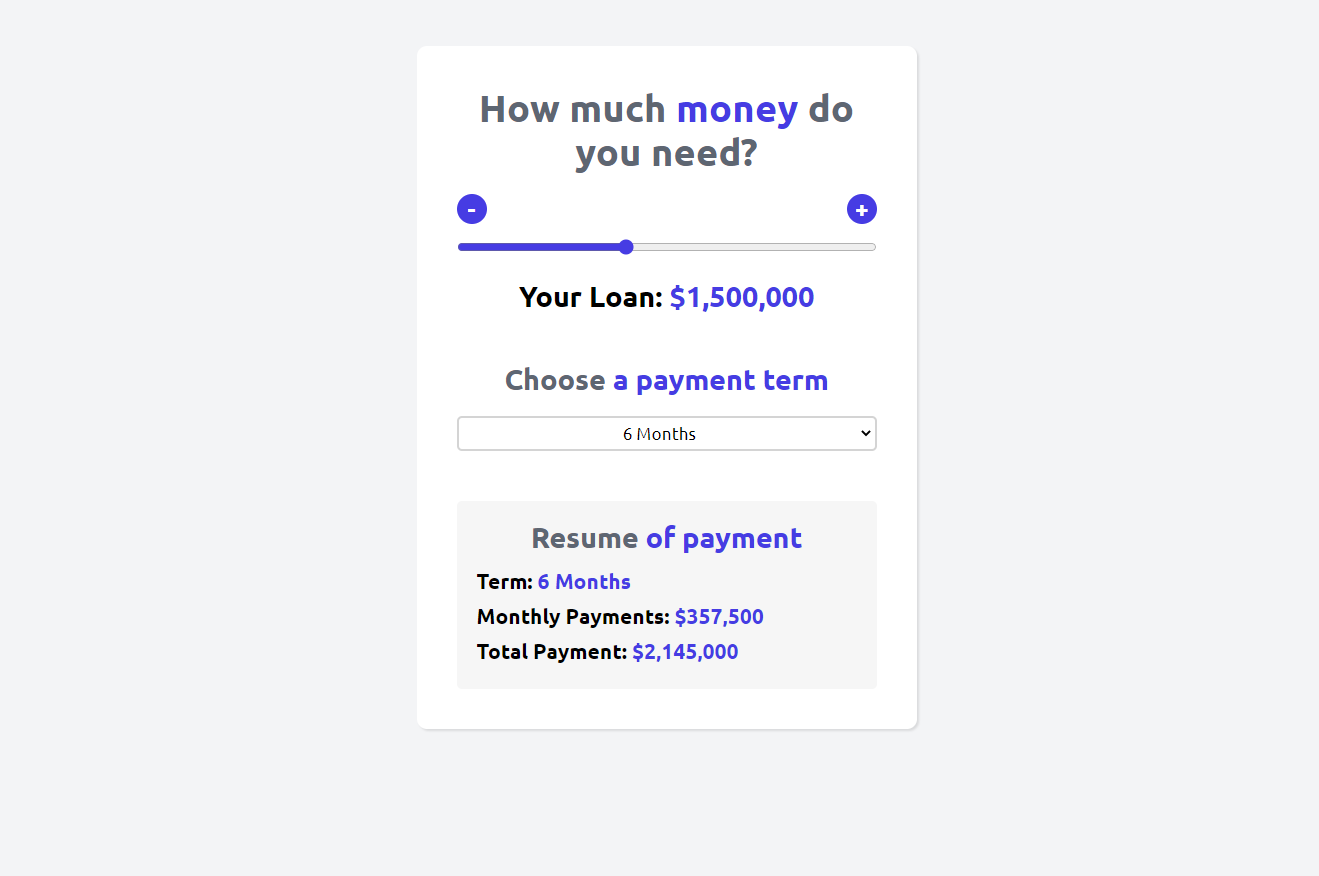 How much money do
you need?
- +
Your Loan: $1,500,000
Choose a payment term
6 Months
Resume of payment
Term: 6 Months
Monthly Payments: $357,500
Total Payment: $2,145,000